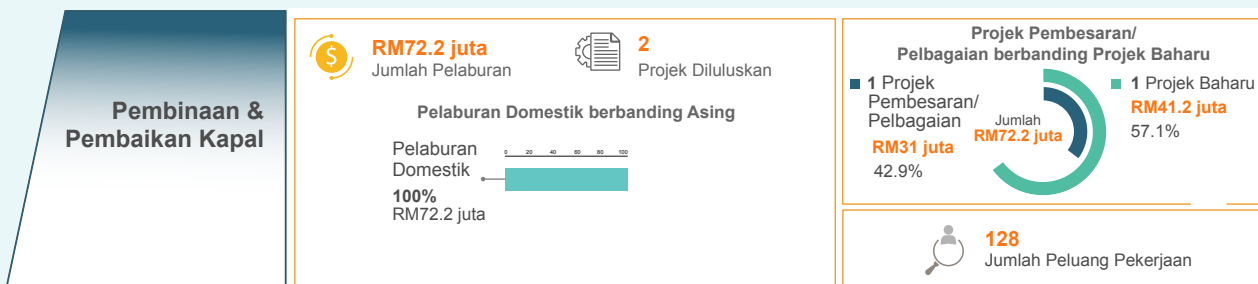 Pembinaan &
Pembaikan Kapal
RM72.2 juta
Jumlah Pelaburan
2
Projek Diluluskan
Pelaburan Domestik berbanding Asing
Pelaburan
Domestik
100%
RM72.2 juta
0 20 40 60 80 100
Projek Pembesaran/
Pelbagaian berbanding Projek Baharu
1 Projek
Pembesaran/
Pelbagaian
RM31 juta
42.9%
Jumlah
RM72.2 juta
1 Projek Baharu
RM41.2 juta
57.1%
128
Jumlah Peluang Pekerjaan